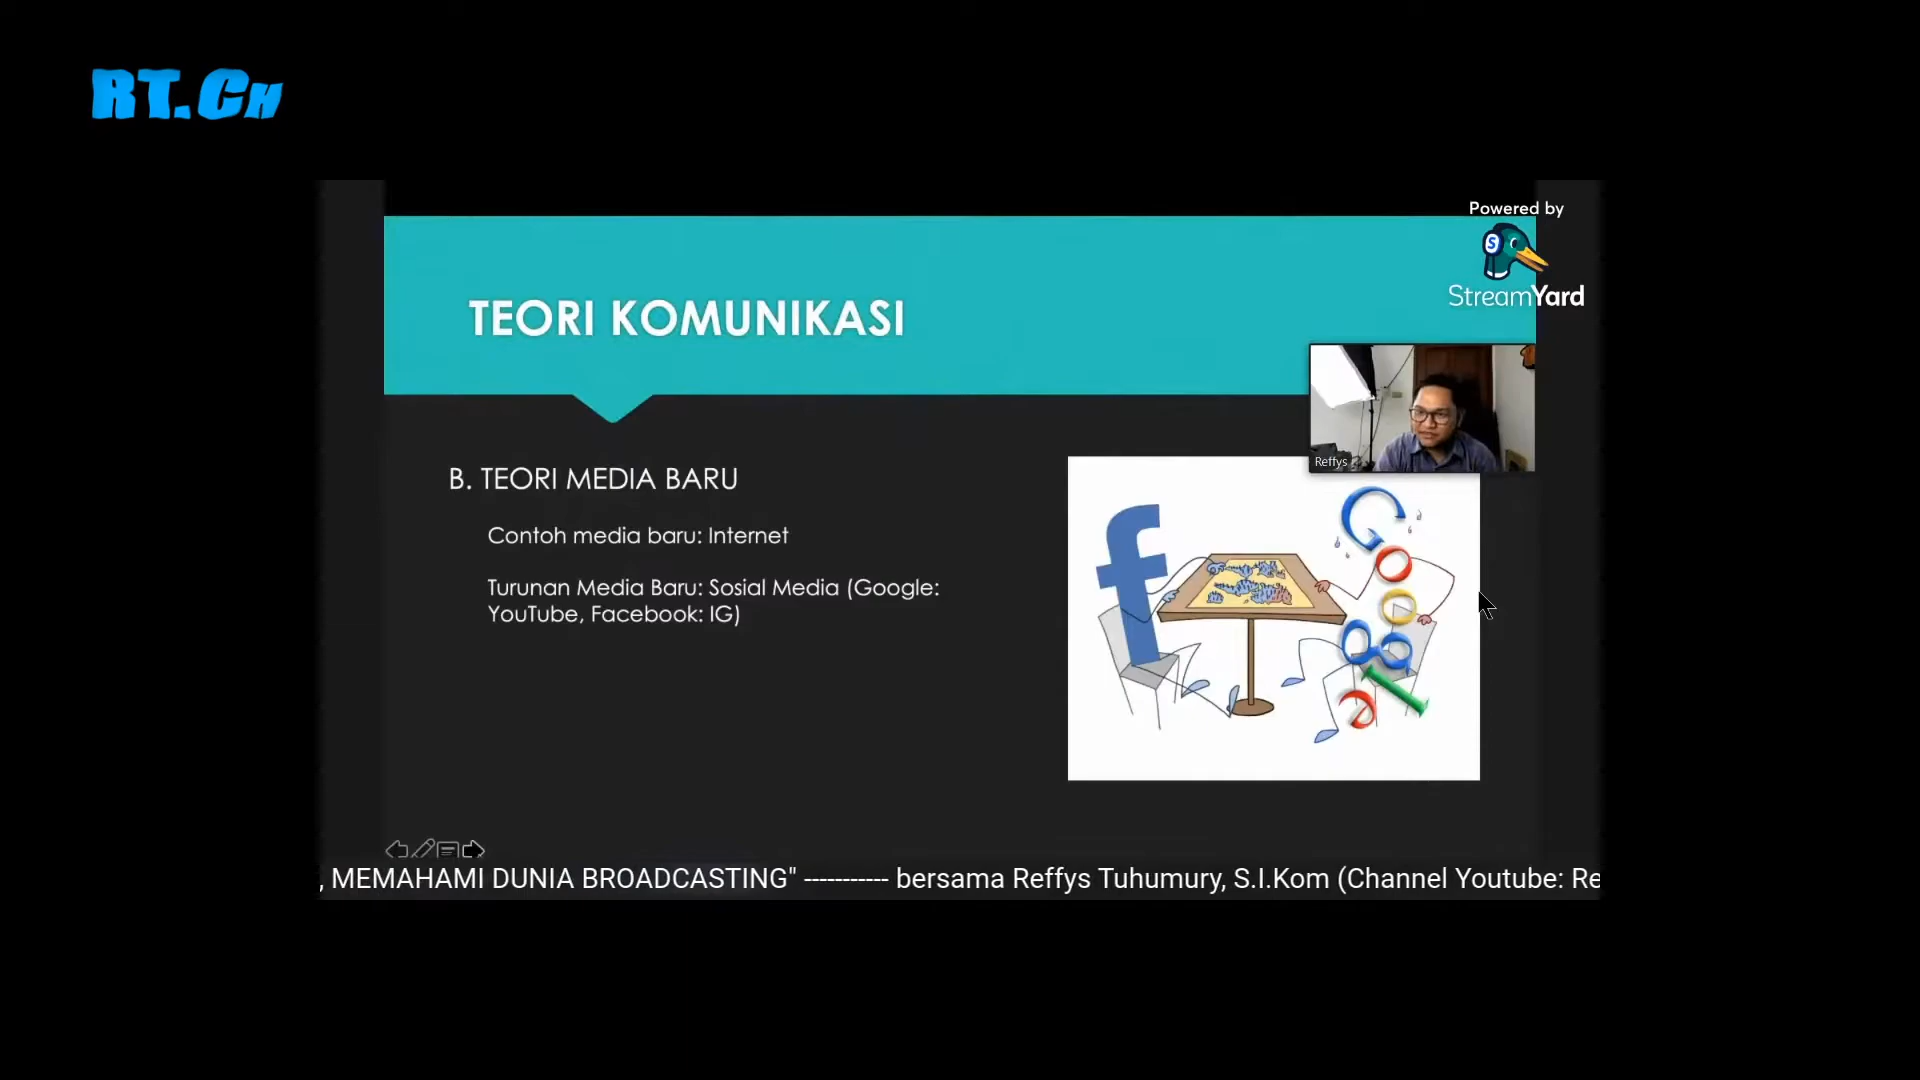 RT.CH
Powered by
StreamYard
TEORI KOMUNIKASI
Reffys
B. TEORI MEDIA BARU
Contoh media baru: Internet
Turunan Media Baru: Sosial Media (Google:
YouTube, Facebook: IG)
f
Google
, MEMAHAMI DUNIA BROADCASTING" ----------- bersama Reffys Tuhumury, S.I.Kom (Channel Youtube: Re